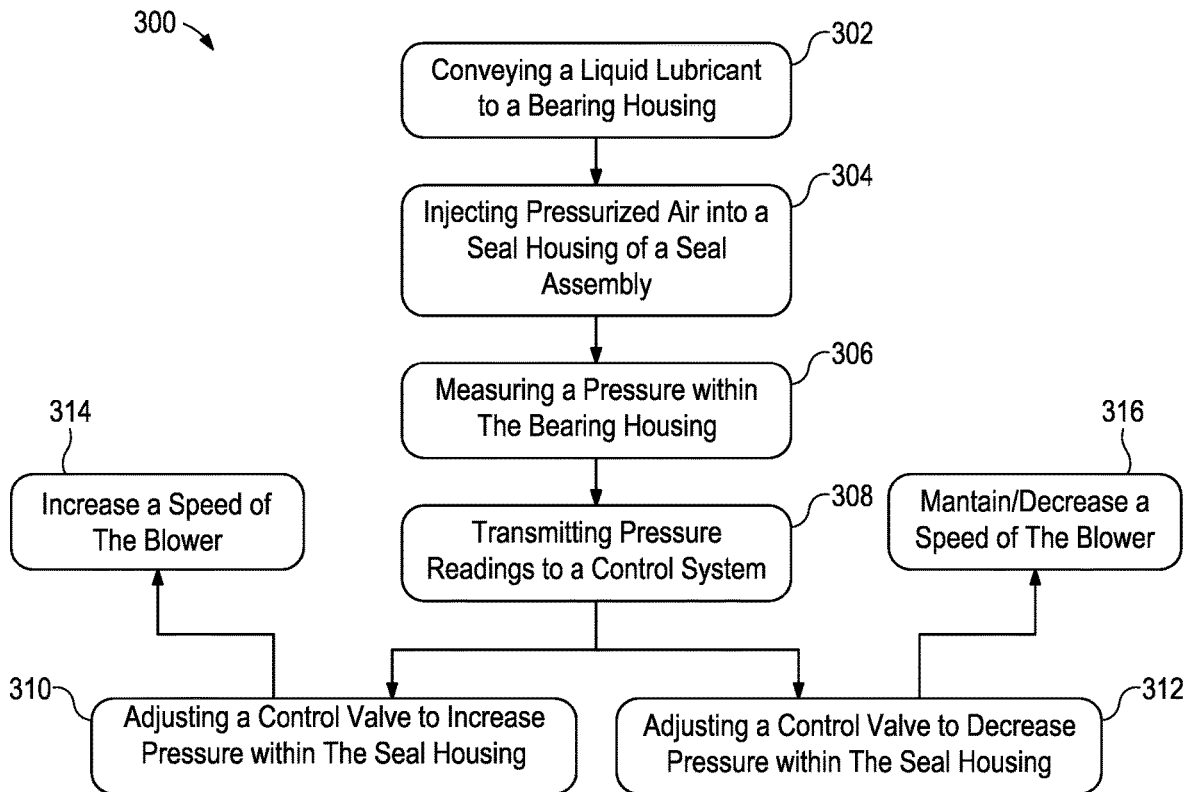 300
302
Conveying a Liquid Lubricant
to a Bearing Housing
304
Injecting Pressurized Air into a
Seal Housing of a Seal
Assembly
306
Measuring a Pressure within
The Bearing Housing
314
Increase a Speed of
The Blower
308
Transmitting Pressure
Readings to a Control System
316
Mantain/Decrease a
Speed of The Blower
310
Adjusting a Control Valve to Increase
Pressure within The Seal Housing
312
Adjusting a Control Valve to Decrease
Pressure within The Seal Housing